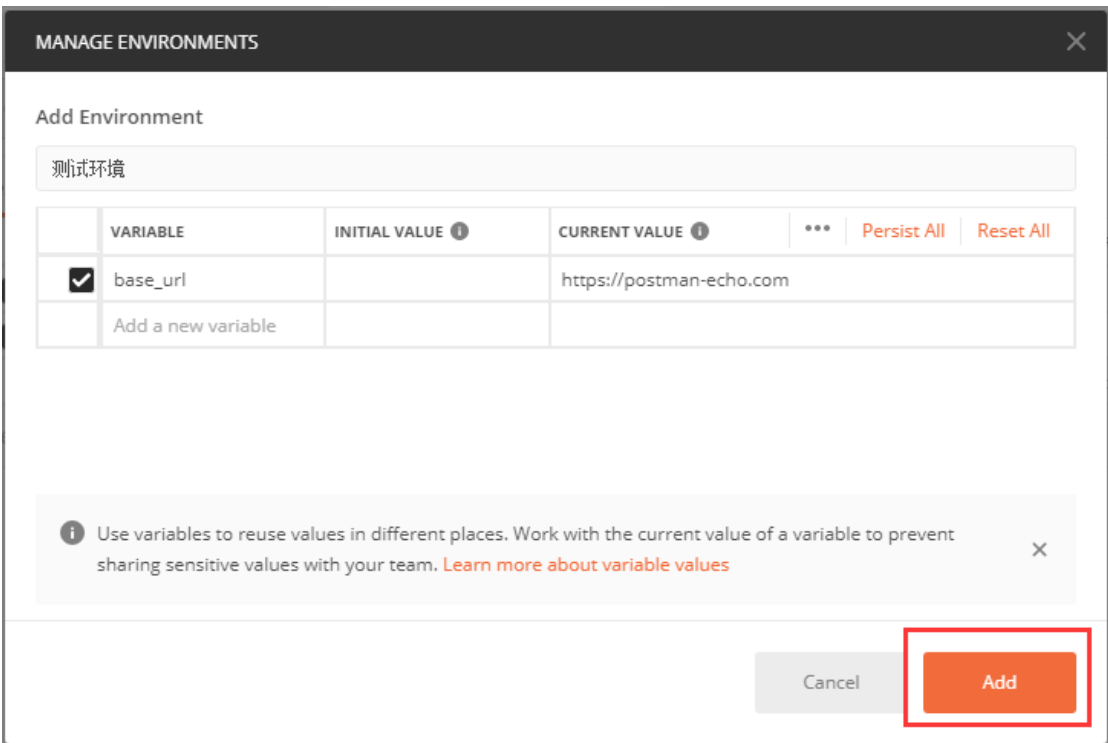 MANAGE ENVIRONMENTS
Add Environment
测试环境
VARIABLE INITIAL VALUE CURRENT VALUE ••• Persist All Reset All
base_url https://postman-echo.com
Add a new variable
Use variables to reuse values in different places. Work with the current value of a variable to prevent
sharing sensitive values with your team. Learn more about variable values
Cancel Add